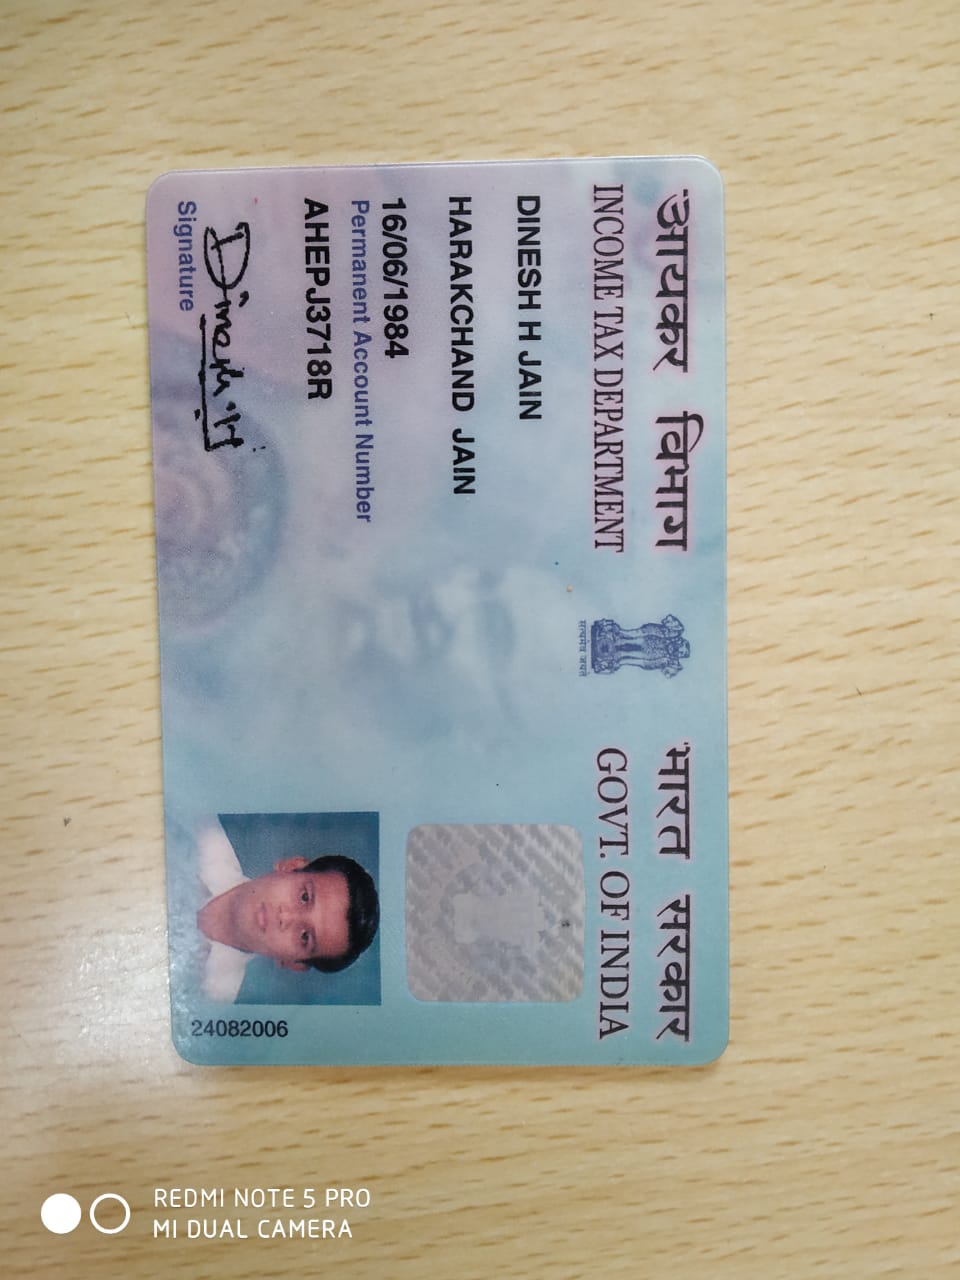 आयकर विभाग
भारत सरकार
INCOME TAX DEPARTMENT
GOVT. OF INDIA
सत्यमेव जयते
DINESH H JAIN
HARAKCHAND JAIN
16/06/1984
Permanent Account Number
AHEPJ3718R
Dinesh.H.
Signature
24082006
REDMI NOTE 5 PRO
MI DUAL CAMERA